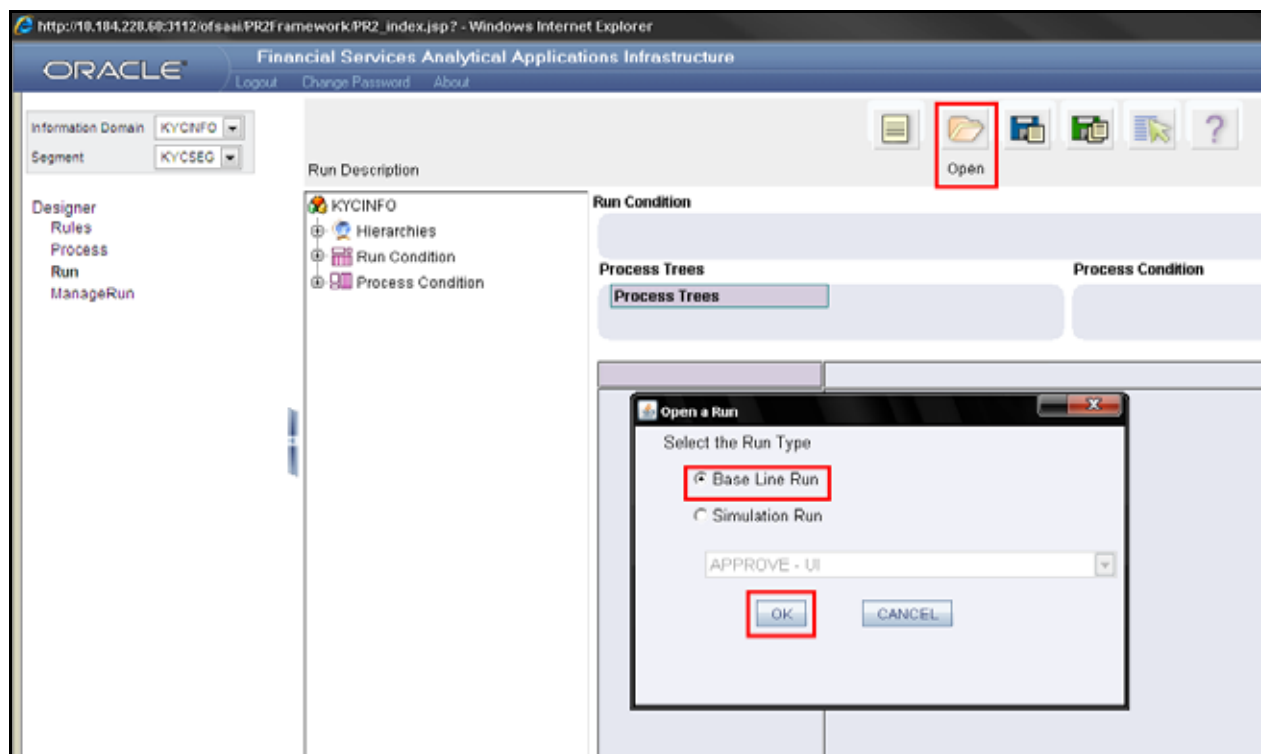 http://10.184.228.60:3112/ofsaai/PR2Framework/PR2_index.jsp? - Windows Internet Explorer
ORACLE
Financial Services Analytical Applications Infrastructure
Logout Change Password About
Information Domain KYCINFO
Segment KYCSEG
Run Description
Open
Designer
Rules
Process
Run
ManageRun
KYCINFO
Hierarchies
Run Condition
Process Condition
Run Condition
Process Trees Process Condition
Process Trees
Open a Run
Select the Run Type
Base Line Run
Simulation Run
APPROVE - UI
OK CANCEL